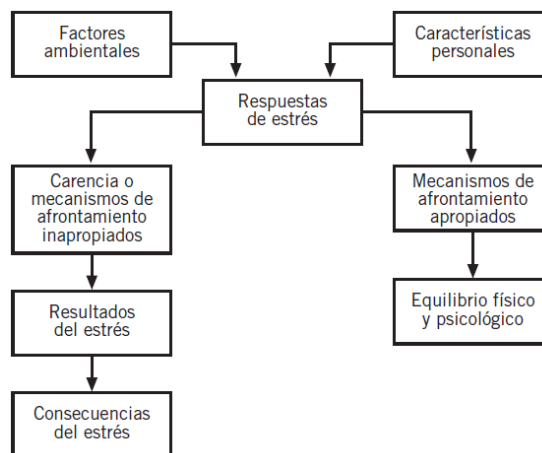 Factores
ambientales
Características
personales
Respuestas
de estrés
Carencia o
mecanismos de
afrontamiento
inapropiados
Mecanismos de
afrontamiento
apropiados
Resultados
del estrés
Equilibrio físico
y psicológico
Consecuencias
del estrés